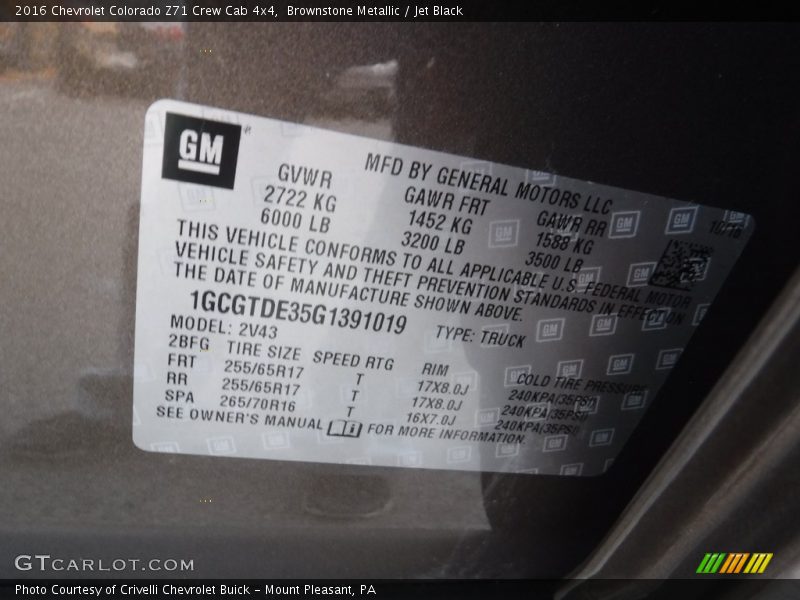 2016 Chevrolet Colorado Z71 Crew Cab 4x4, Brownstone Metallic / Jet Black
GM
MFD BY GENERAL MOTORS LLC
GVWR GAWR FRT GAWR RR
2722 KG 1452 KG 1588 KG
6000 LB 3200 LB 3500 LB
THIS VEHICLE CONFORMS TO ALL APPLICABLE U.S. FEDERAL MOTOR
VEHICLE SAFETY AND THEFT PREVENTION STANDARDS IN EFFECT ON
THE DATE OF MANUFACTURE SHOWN ABOVE.
1GCGTDE35G1391019 TYPE: TRUCK
MODEL: 2V43
2BFG TIRE SIZE SPEED RTG RIM COLD TIRE PRESSURE
FRT 255/65R17 T 17X8.0J 240KPA(35PSI)
RR 255/65R17 T 17X8.0J 240KPA(35PSI)
SPA 265/70R16 T 16X7.0J 240KPA(35PSI)
SEE OWNER'S MANUAL FOR MORE INFORMATION.
GTCARLOT.COM
Photo Courtesy of Crivelli Chevrolet Buick - Mount Pleasant, PA